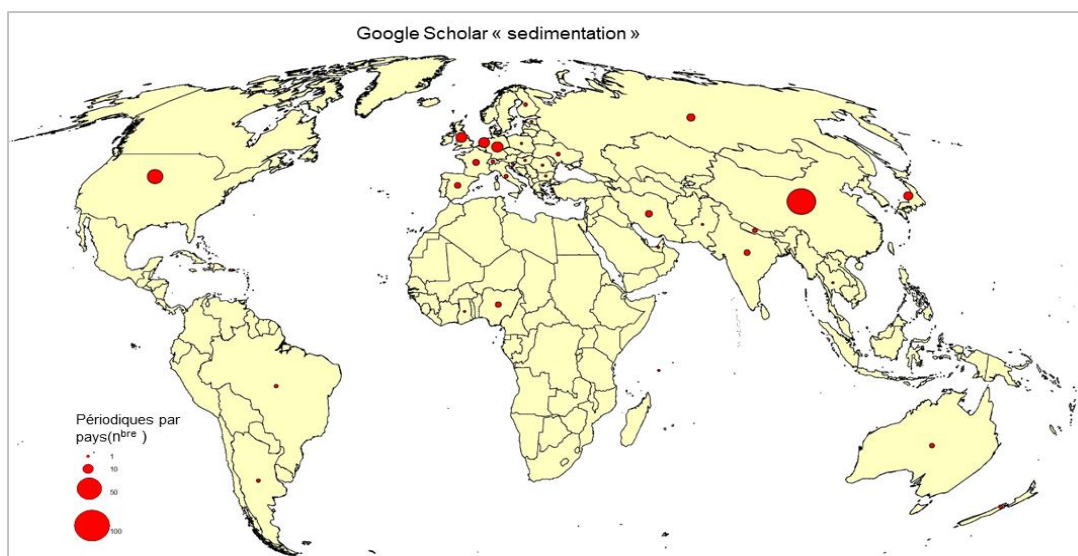 Google Scholar « sedimentation »
Périodiques par
pays(nbre )
1
10
50
100